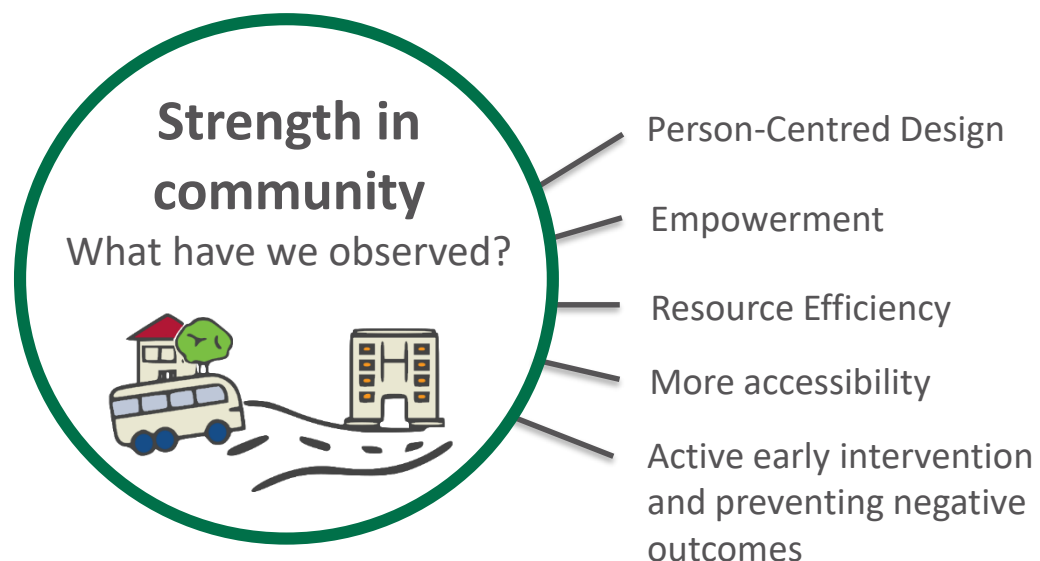 Strength in
community
What have we observed?
Person-Centred Design
Empowerment
Resource Efficiency
More accessibility
Active early intervention
and preventing negative
outcomes
H